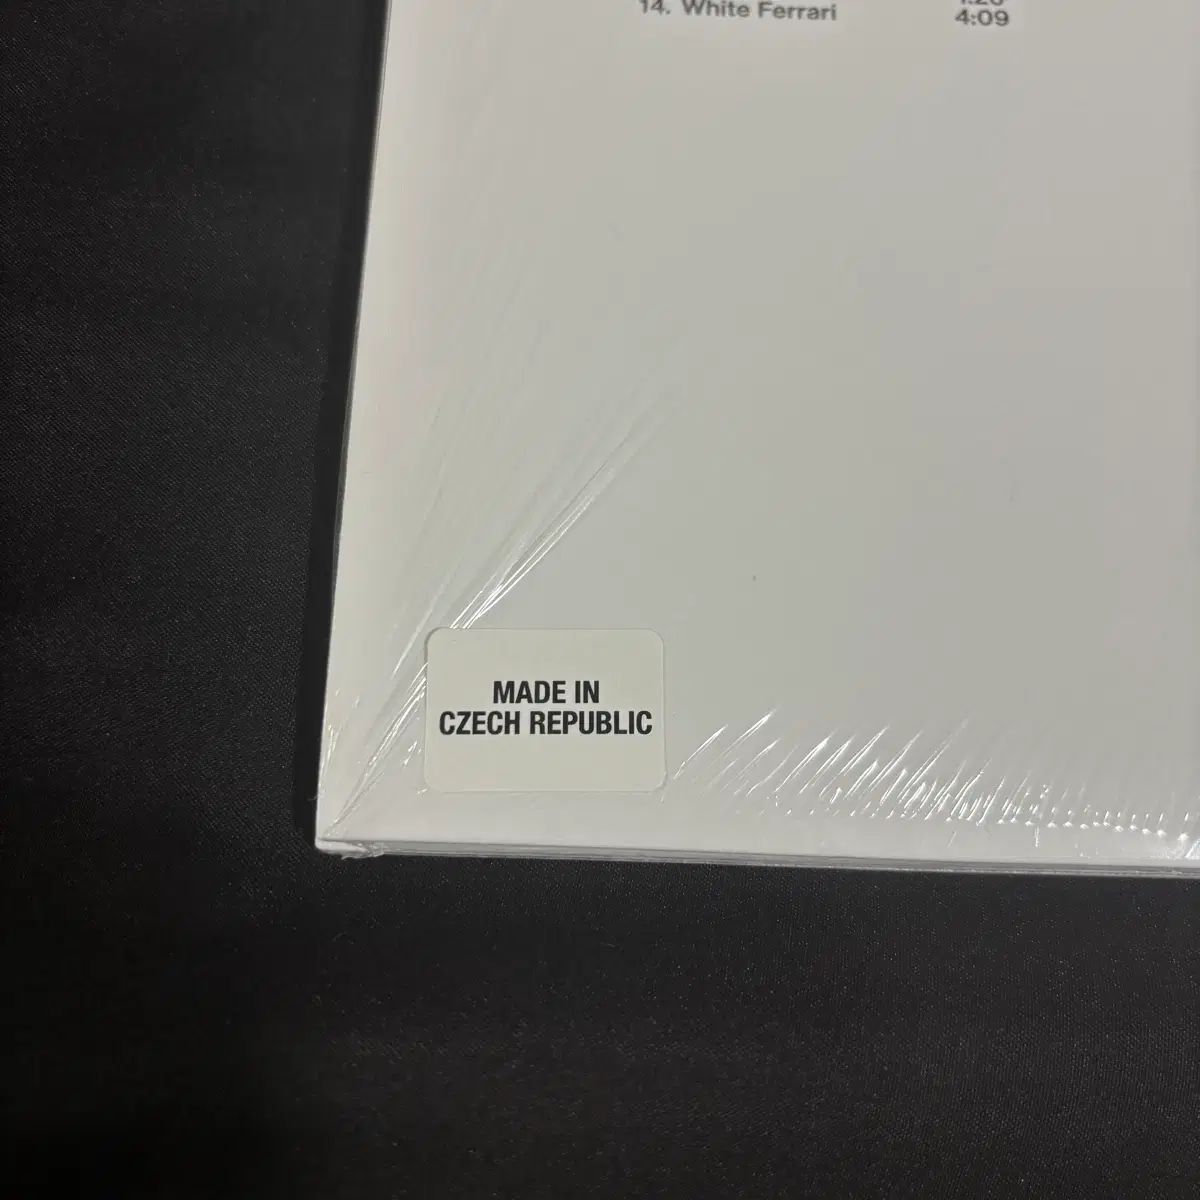 14. White Ferrari 4:09
MADE IN
CZECH REPUBLIC